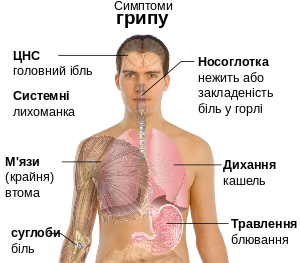 Симптоми
грипу
ЦНС
головний ібль
Системні
лихоманка
Носоглотка
нежить або
закладеність
біль у горлі
М'язи
(крайня)
втома
Дихання
кашель
суглоби
біль
Травлення
блювання